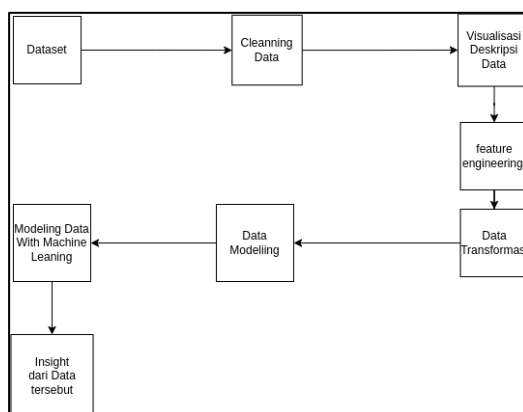 Dataset
Cleanning
Data
Visualisasi
Deskripsi
Data
feature
engineering
Data
Transformas
Data
Modeliing
Modeling Data
With Machine
Leaning
Insight
dari Data
tersebut